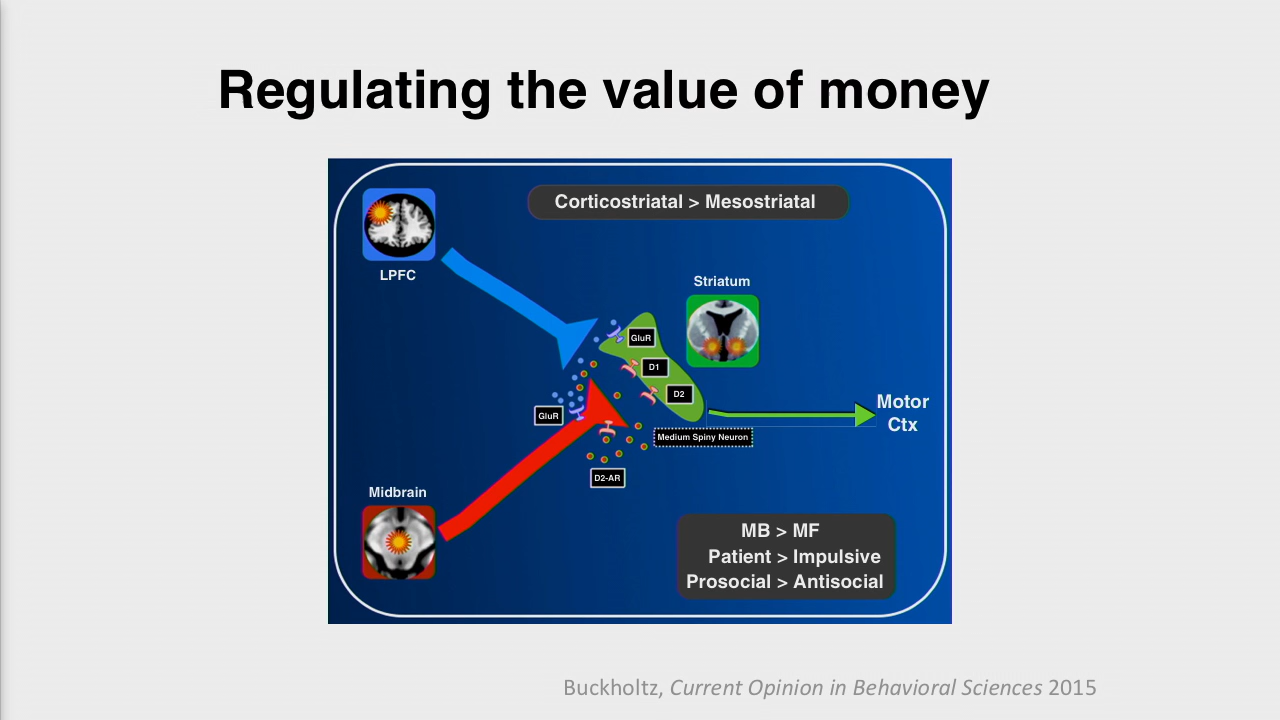 Regulating the value of money
Corticostriatal > Mesostriatal
LPFC
Striatum
GluR
D1
D2
GluR
Motor
Ctx
Medium Spiny Neuron
D2-AR
Midbrain
MB > MF
Patient > Impulsive
Prosocial > Antisocial
Buckholtz, Current Opinion in Behavioral Sciences 2015